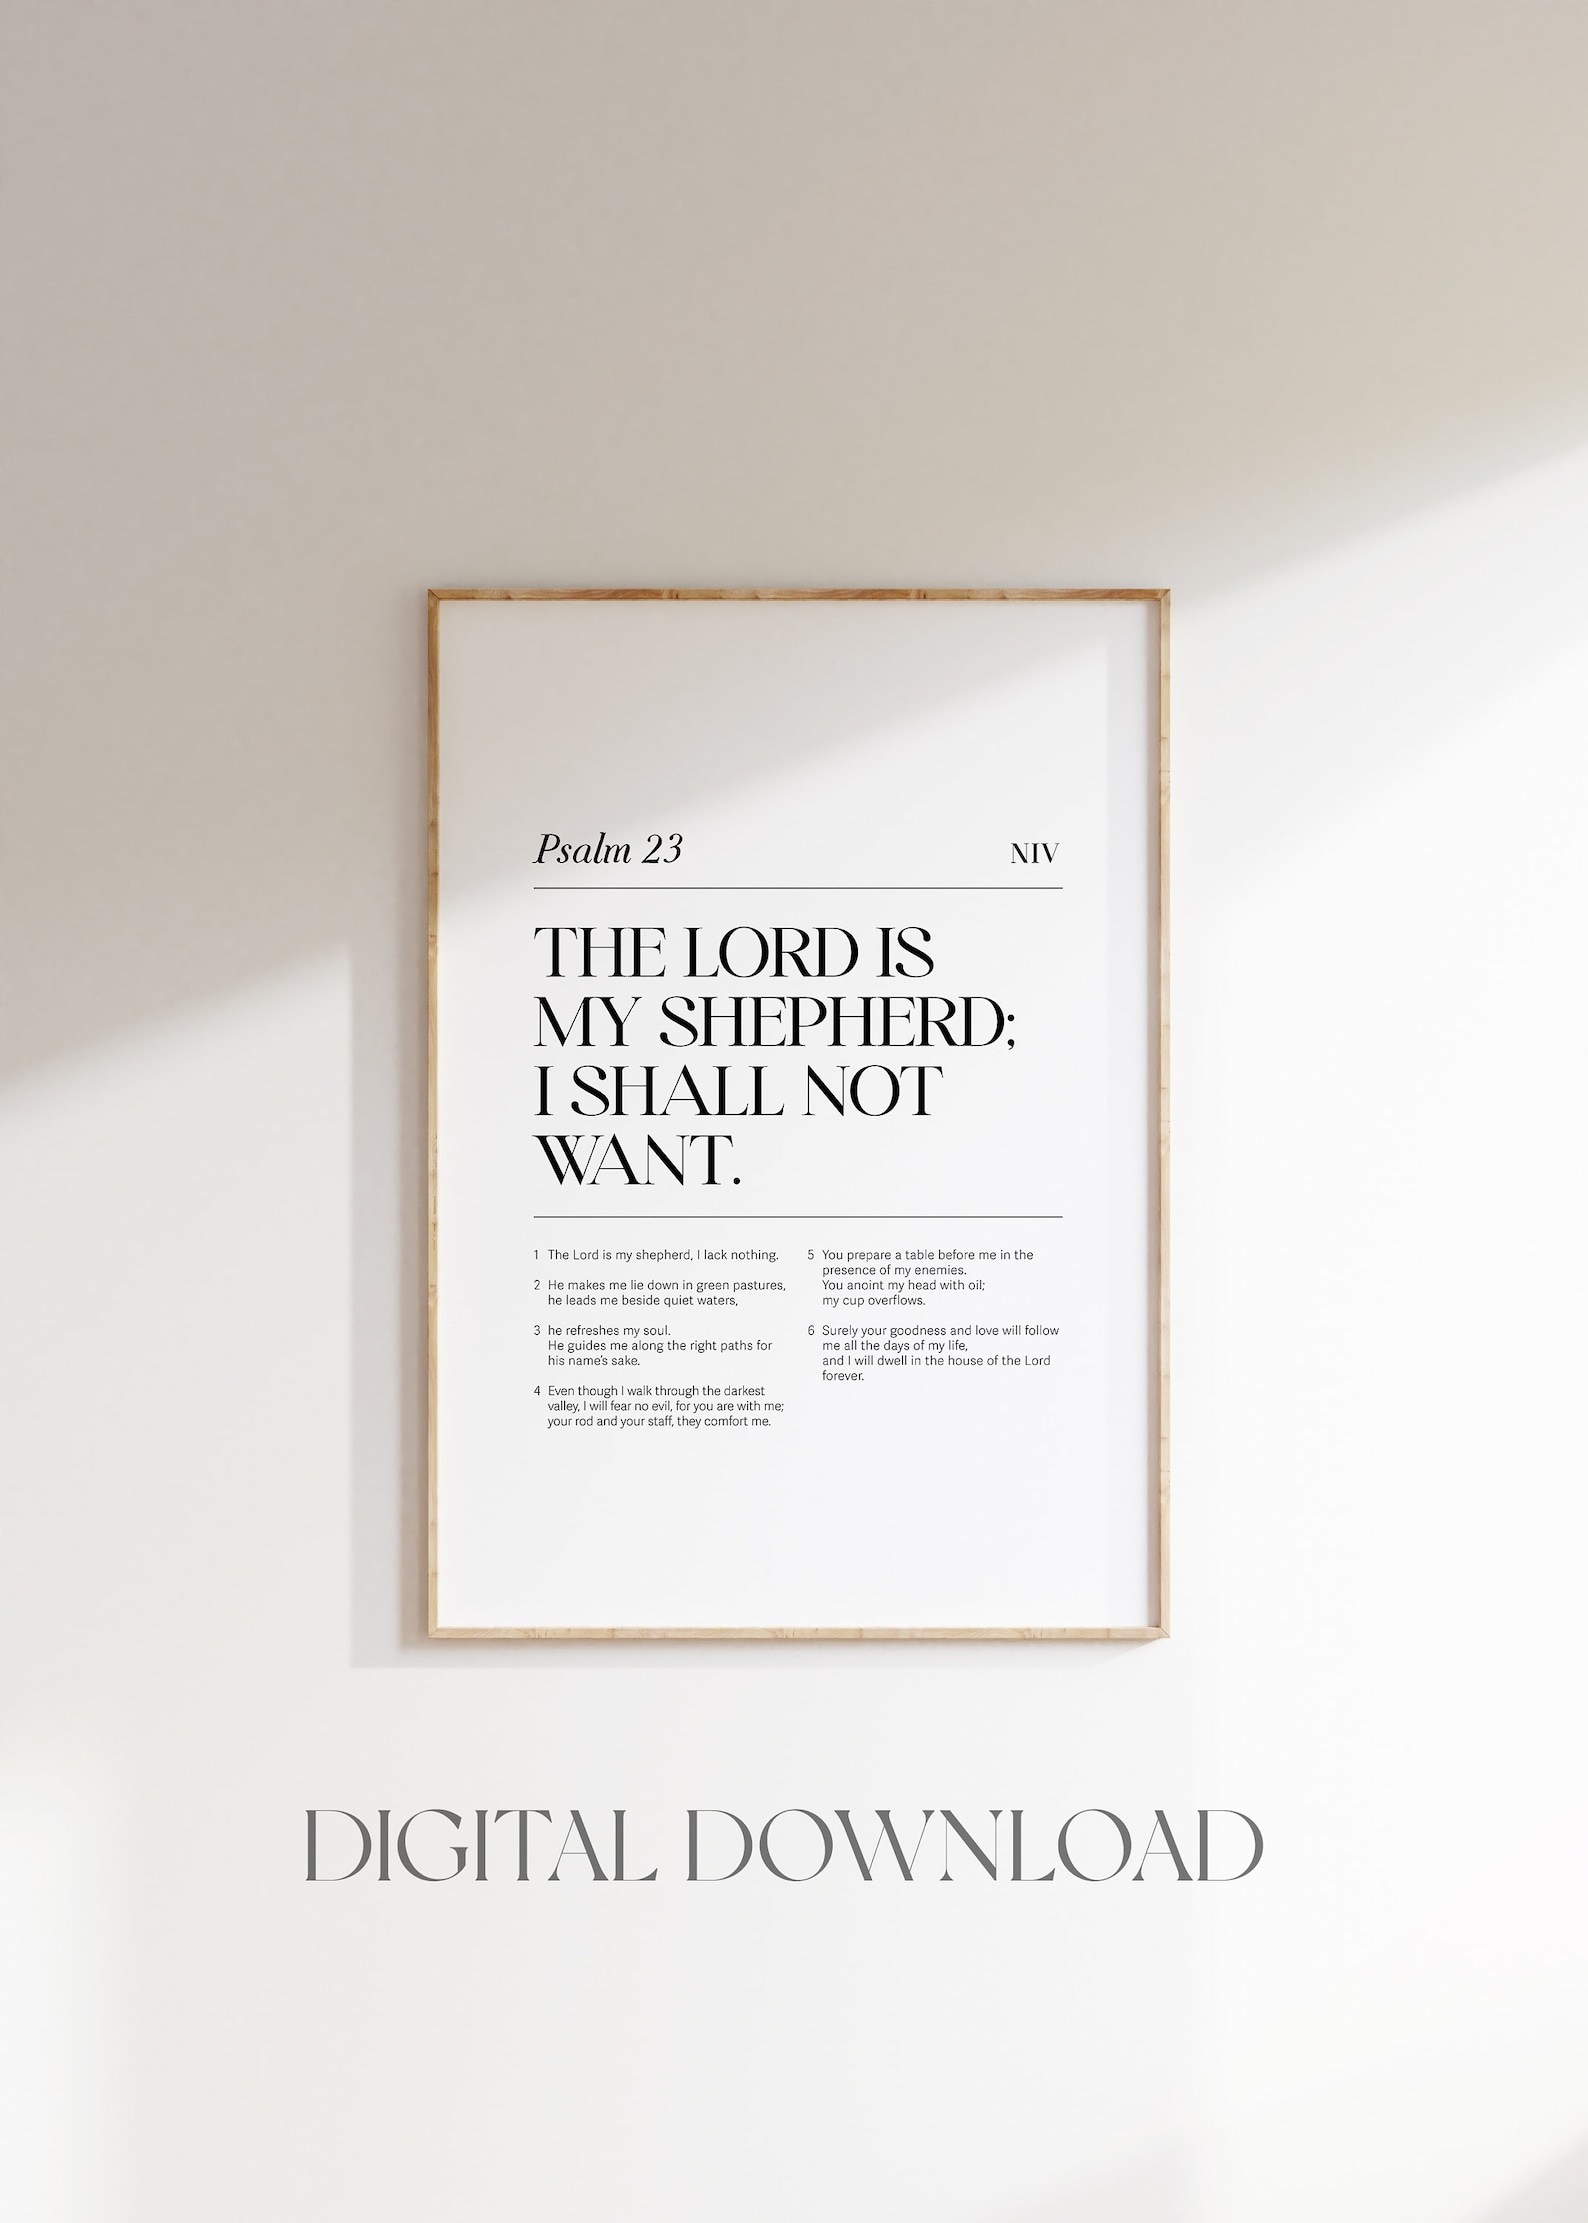 Psalm 23
NIV
THE LORD IS
MY SHEPHERD;
I SHALL NOT
WANT.
1 The Lord is my shepherd, I lack nothing.
2 He makes me lie down in green pastures,
he leads me beside quiet waters,
3 he refreshes my soul.
He guides me along the right paths for
his name's sake.
4 Even though I walk through the darkest
valley, I will fear no evil, for you are with me;
your rod and your staff, they comfort me.
5 You prepare a table before me in the
presence of my enemies.
You anoint my head with oil;
my cup overflows.
6 Surely your goodness and love will follow
me all the days of my life,
and I will dwell in the house of the Lord
forever.
DIGITAL DOWNLOAD